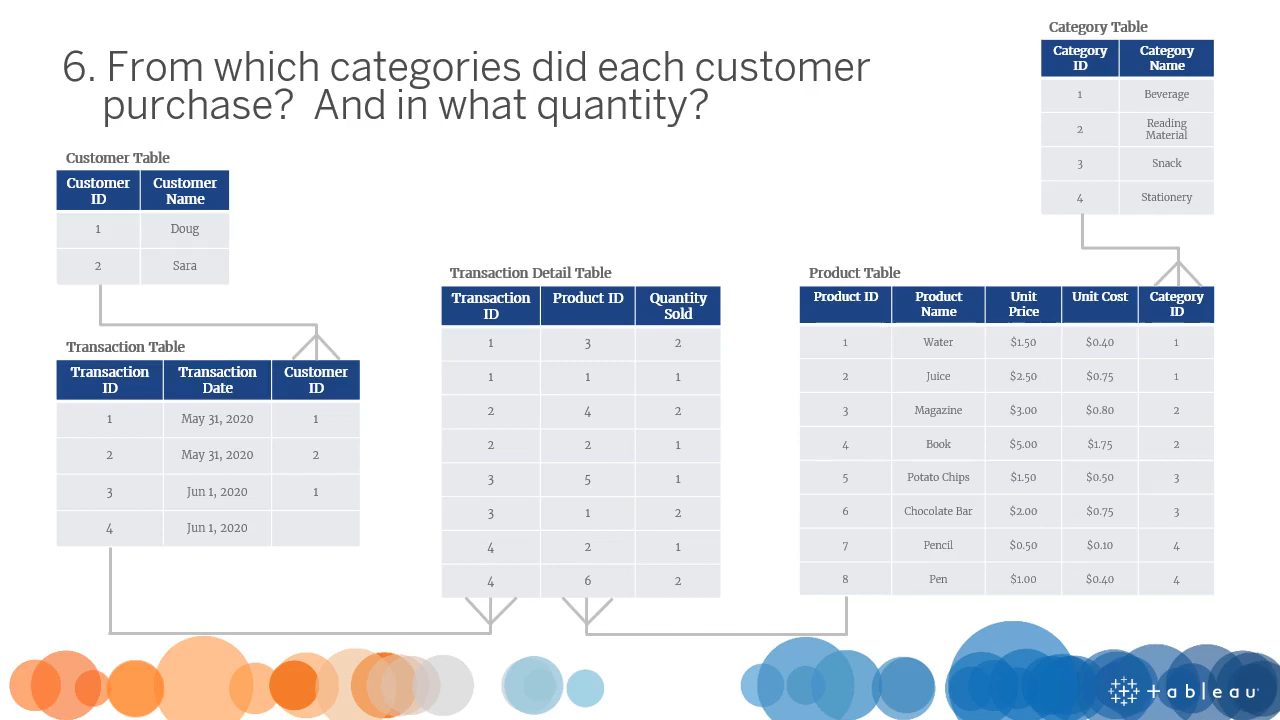 6. From which categories did each customer
purchase?  And in what quantity?
Category Table
Category ID | Category Name
1 | Beverage
2 | Reading Material
3 | Snack
4 | Stationery
Customer Table
Customer ID | Customer Name
1 | Doug
2 | Sara
Transaction Table
Transaction ID | Transaction Date | Customer ID
1 | May 31, 2020 | 1
2 | May 31, 2020 | 2
3 | Jun 1, 2020 | 1
4 | Jun 1, 2020 |
Transaction Detail Table
Transaction ID | Product ID | Quantity Sold
1 | 3 | 2
1 | 1 | 1
2 | 4 | 2
2 | 2 | 1
3 | 5 | 1
3 | 1 | 2
4 | 2 | 1
4 | 6 | 2
Product Table
Product ID | Product Name | Unit Price | Unit Cost | Category ID
1 | Water | $1.50 | $0.40 | 1
2 | Juice | $2.50 | $0.75 | 1
3 | Magazine | $3.00 | $0.80 | 2
4 | Book | $5.00 | $1.75 | 2
5 | Potato Chips | $1.50 | $0.50 | 3
6 | Chocolate Bar | $2.00 | $0.75 | 3
7 | Pencil | $0.50 | $0.10 | 4
8 | Pen | $1.00 | $0.40 | 4
+ableau